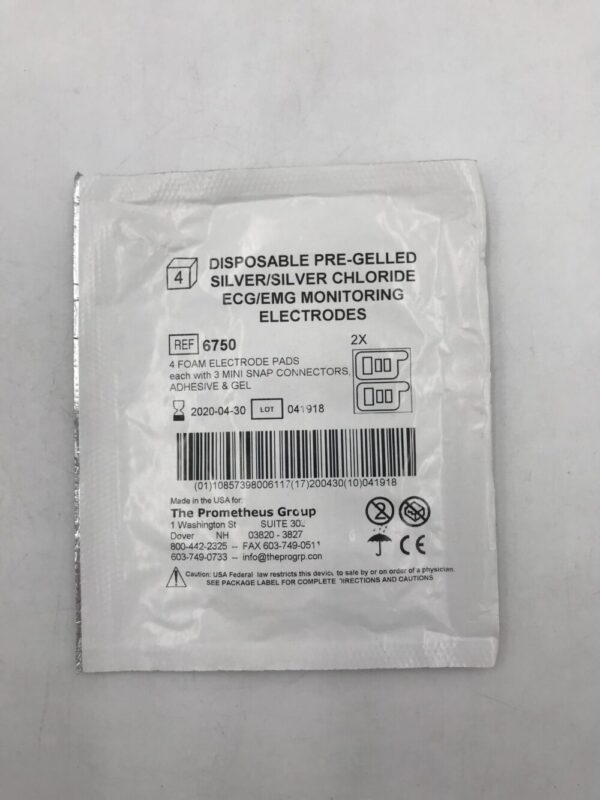 4
DISPOSABLE PRE-GELLED
SILVER/SILVER CHLORIDE
ECG/EMG MONITORING
ELECTRODES
REF 6750
2X
4 FOAM ELECTRODE PADS
each with 3 MINI SNAP CONNECTORS,
ADHESIVE & GEL
2020-04-30 LOT 041918
(01)10857398006117(17)200430(10)041918
Made in the USA for:
The Prometheus Group
1 Washington St SUITE
Dover NH 03820 - 3827
800-442-2325 -- FAX 603-749-0511
603-749-0733 -- info@theprogrp.com
2
CE
Caution: USA Federal law restricts this device to sale by or on order of a physician.
SEE PACKAGE LABEL FOR COMPLETE DIRECTIONS AND CAUTIONS